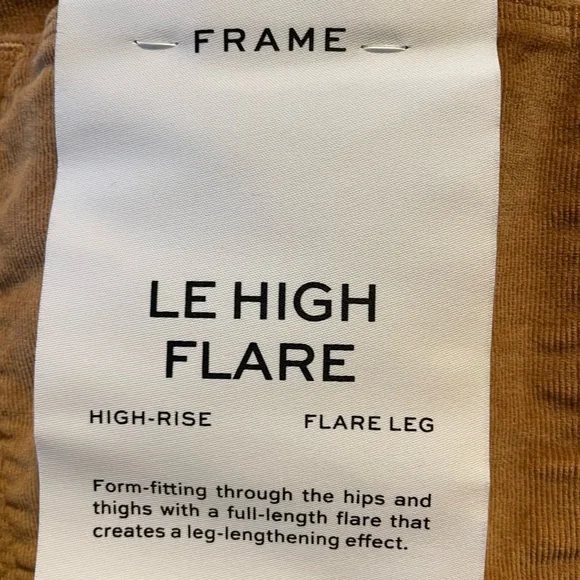 FRAME
LE HIGH
FLARE
HIGH-RISE FLARE LEG
Form-fitting through the hips and
thighs with a full-length flare that
creates a leg-lengthening effect.